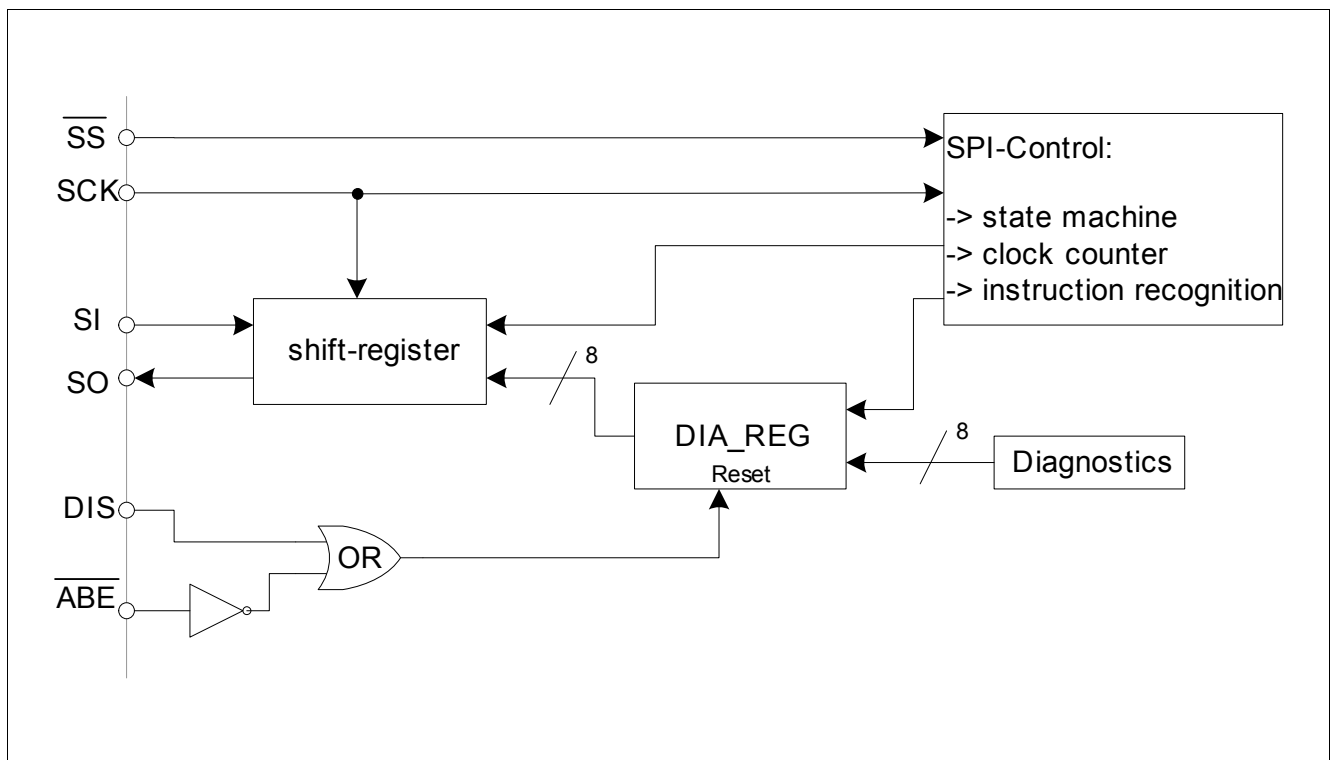 SS
SCK
SI
SO
DIS
ABE
SPI-Control:
-> state machine
-> clock counter
-> instruction recognition
shift-register
8
DIA_REG
Reset
8
Diagnostics
OR